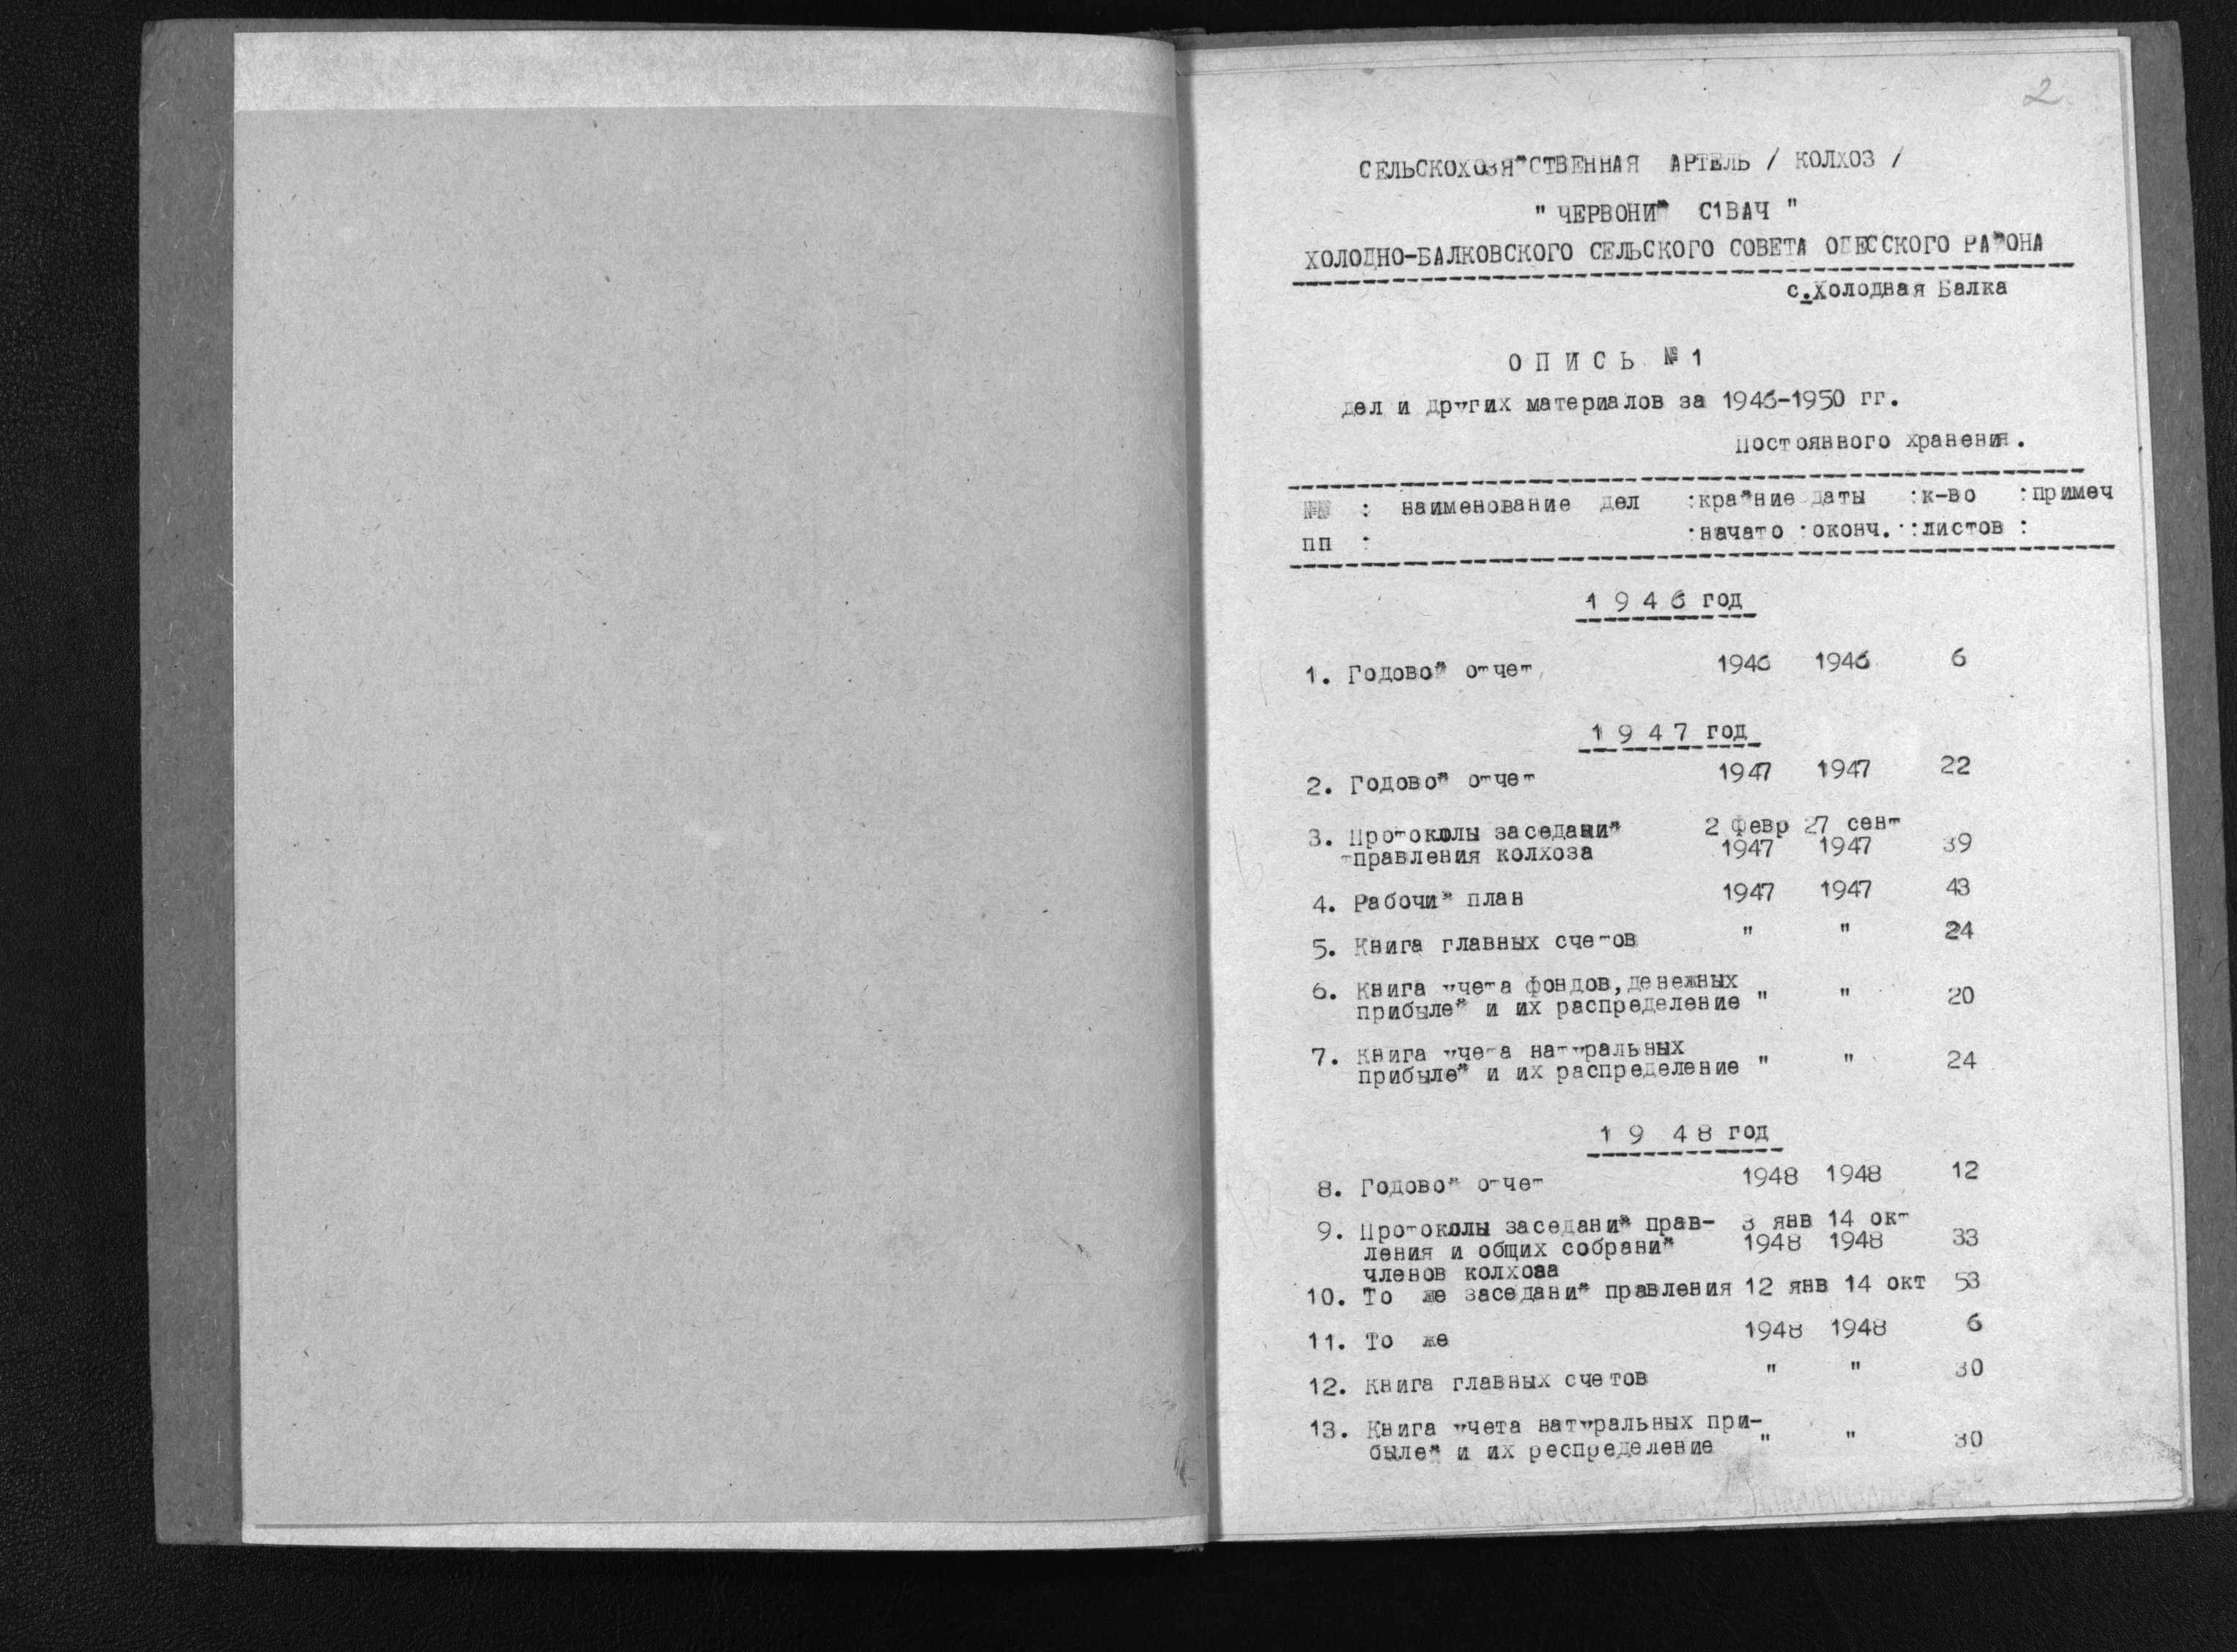 2
СЕЛЬСКОХОЗЯЙСТВЕННАЯ АРТЕЛЬ / КОЛХОЗ /
" ЧЕРВОНИЙ С1ВАЧ "
ХОЛОДНО-БАЛКОВСКОГО СЕЛЬСКОГО СОВЕТА ОДЕССКОГО РАЙОНА
с.Холодная Балка
О П И С Ь № 1
дел и других материалов за 1946-1950 гг.
Постоянного хранения.
№№ : наименование дел :крайние даты :к-во :примеч
пп : :начато :оконч. ::листов :
1 9 4 6 год
1. Годовой отчет 1946 1946 6
1 9 4 7 год
2. Годовой отчет 1947 1947 22
3. Протоколы заседаний 2 февр 27 сент
правления колхоза 1947 1947 39
4. Рабочий план 1947 1947 43
5. Книга главных счетов " " 24
6. Книга учета фондов,денежных
прибылей и их распределение " " 20
7. Книга учета натуральных
прибылей и их распределение " " 24
1 9 4 8 год
8. Годовой отчет 1948 1948 12
9. Протоколы заседаний прав- 3 янв 14 окт
ления и общих собраний 1948 1948 33
членов колхоза
10. То же заседаний правления 12 янв 14 окт 53
11. То же 1948 1948 6
12. Книга главных счетов " " 30
13. Книга учета натуральных при-
былей и их респределение " " 30